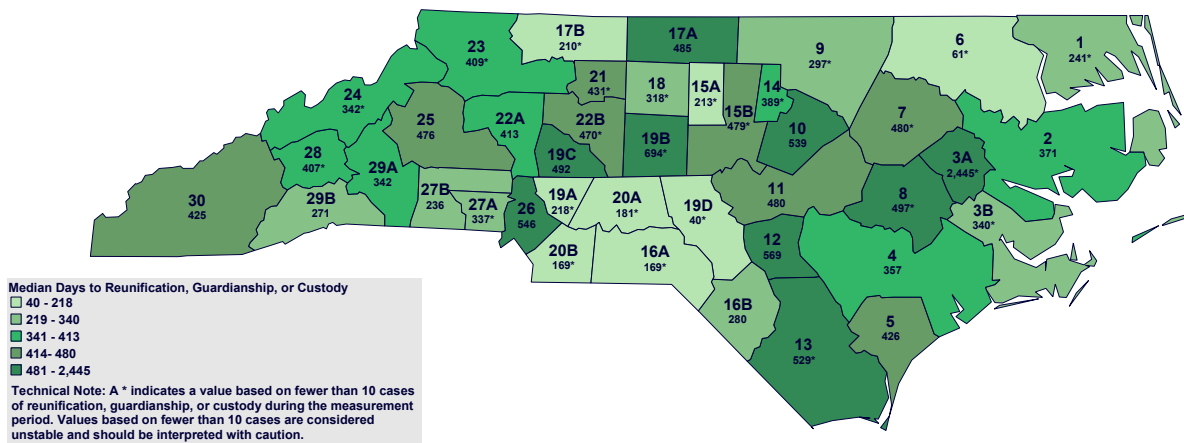 17B
210*
17A
485
23
409*
9
297*
6
61*
1
241*
21
431*
18
318*
15A
213*
14
389*
24
342*
25
476
22A
413
22B
470*
15B
479*
7
480*
10
539
2
371
19B
694*
19C
492
28
407*
29A
342
3A
2,445*
30
425
29B
271
27B
236
27A
337*
26
546
19A
218*
20A
181*
19D
40*
11
480
8
497*
3B
340*
12
569
20B
169*
16A
169*
4
357
16B
280
5
426
13
529*
Median Days to Reunification, Guardianship, or Custody
40 - 218
219 - 340
341 - 413
414- 480
481 - 2,445
Technical Note: A * indicates a value based on fewer than 10 cases
of reunification, guardianship, or custody during the measurement
period. Values based on fewer than 10 cases are considered
unstable and should be interpreted with caution.